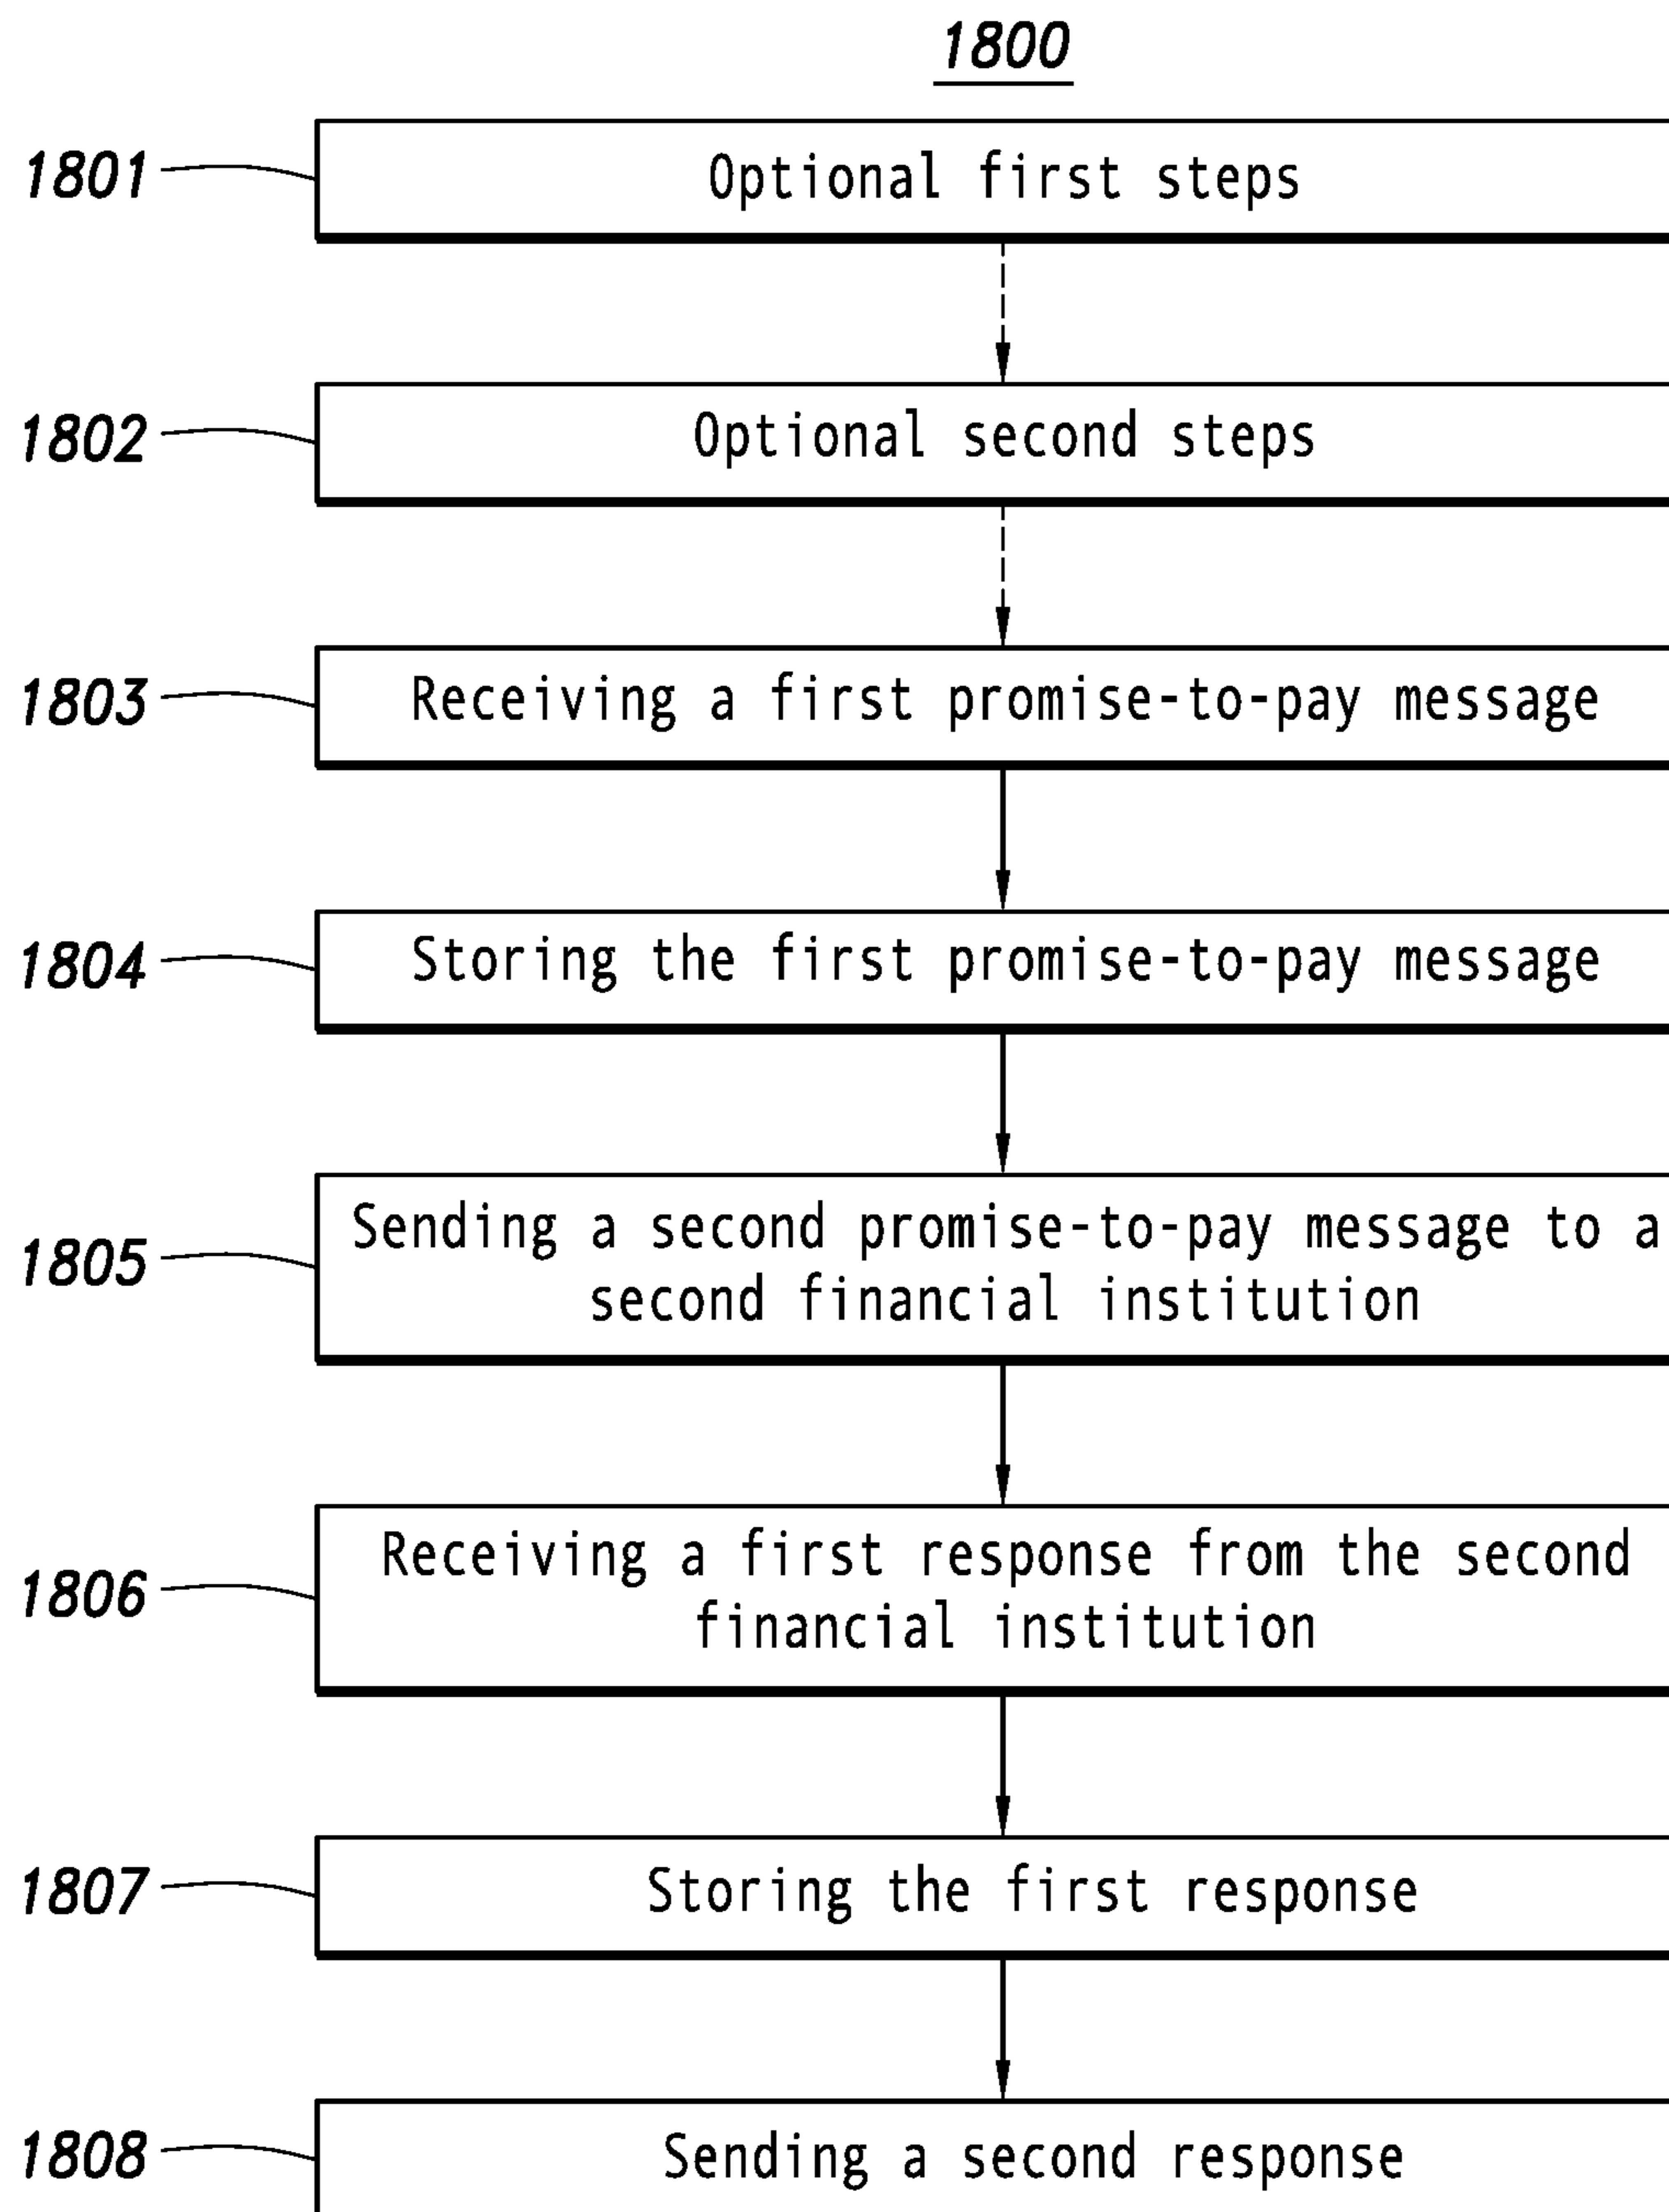 1800
1801
Optional first steps
1802
Optional second steps
1803
Receiving a first promise-to-pay message
1804
Storing the first promise-to-pay message
1805
Sending a second promise-to-pay message to a
second financial institution
1806
Receiving a first response from the second
financial institution
1807
Storing the first response
1808
Sending a second response